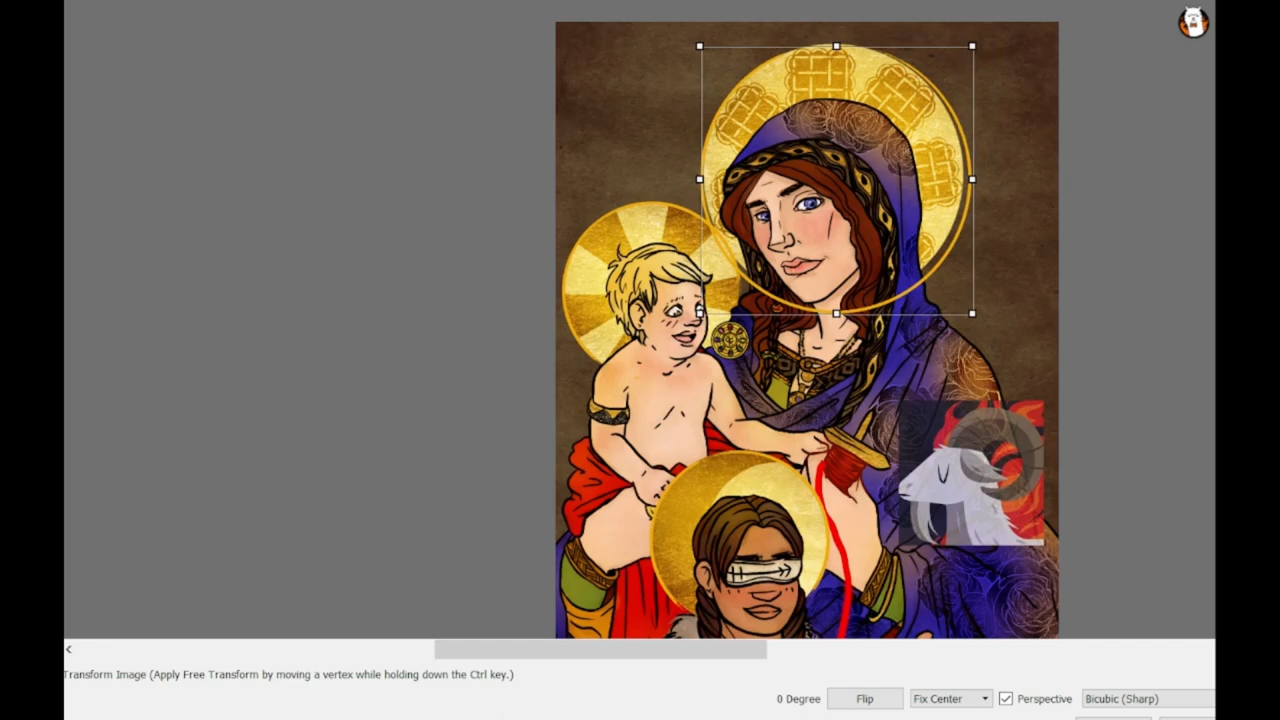 Transform Image (Apply Free Transform by moving a vertex while holding down the Ctrl key.)
0 Degree Flip Fix Center Perspective Bicubic (Sharp)